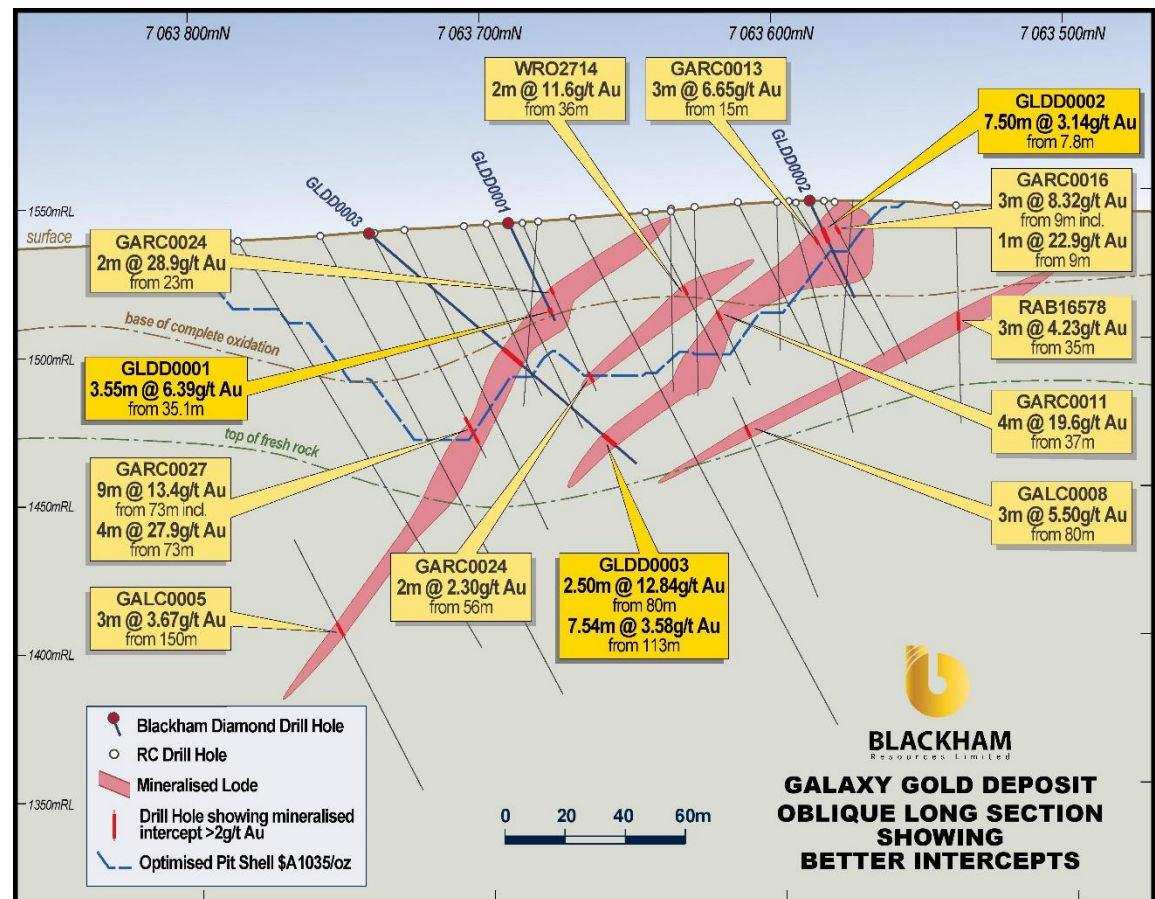 7 063 800mN
7 063 700mN
7 063 600mN
7 063 500mN
WRO2714
2m @ 11.6g/t Au
from 36m
GARC0013
3m @ 6.65g/t Au
from 15m
GLDD0002
7.50m @ 3.14g/t Au
from 7.8m
GLDD0003
GLDD0001
GLDD0002
GARC0016
3m @ 8.32g/t Au
from 9m incl.
1m @ 22.9g/t Au
from 9m
1550mRL
surface
GARC0024
2m @ 28.9g/t Au
from 23m
RAB16578
3m @ 4.23g/t Au
from 35m
base of complete oxidation
1500mRL
GLDD0001
3.55m @ 6.39g/t Au
from 35.1m
GARC0011
4m @ 19.6g/t Au
from 37m
top of fresh rock
GARC0027
9m @ 13.4g/t Au
from 73m incl.
4m @ 27.9g/t Au
from 73m
GALC0008
3m @ 5.50g/t Au
from 80m
1450mRL
GARC0024
2m @ 2.30g/t Au
from 56m
GLDD0003
2.50m @ 12.84g/t Au
from 80m
7.54m @ 3.58g/t Au
from 113m
GALC0005
3m @ 3.67g/t Au
from 150m
1400mRL
Blackham Diamond Drill Hole
RC Drill Hole
Mineralised Lode
Drill Hole showing mineralised
intercept >2g/t Au
Optimised Pit Shell $A1035/oz
1350mRL
0 20 40 60m
BLACKHAM
Resources Limited
GALAXY GOLD DEPOSIT
OBLIQUE LONG SECTION
SHOWING
BETTER INTERCEPTS